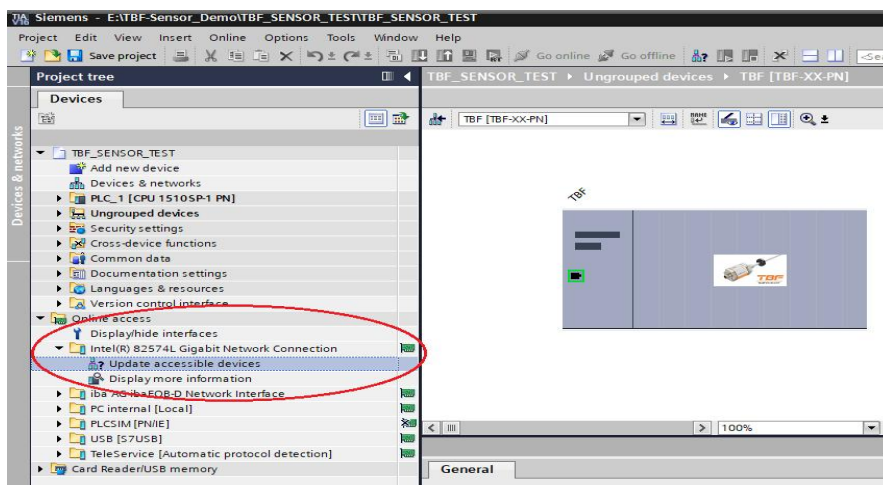 Siemens - E:\TBF-Sensor_Demo\TBF_SENSOR_TEST\TBF_SENSOR_TEST
Project Edit View Insert Online Options Tools Window Help
Save project Go online Go offline
Project tree
TBF_SENSOR_TEST Ungrouped devices TBF [TBF-XX-PN]
Devices
TBF [TBF-XX-PN]
Devices & networks
TBF_SENSOR_TEST
Add new device
Devices & networks
PLC_1 [CPU 1510SP-1 PN]
Ungrouped devices
Security settings
Cross-device functions
Common data
Documentation settings
Languages & resources
Version control interface
Online access
Display/hide interfaces
Intel(R) 82574L Gigabit Network Connection
Update accessible devices
Display more information
iba AG ibaFOB-D Network Interface
PC internal [Local]
PLCSIM [PN/IE]
USB [S7USB]
TeleService [Automatic protocol detection]
Card Reader/USB memory
TBF
TBF
100%
General